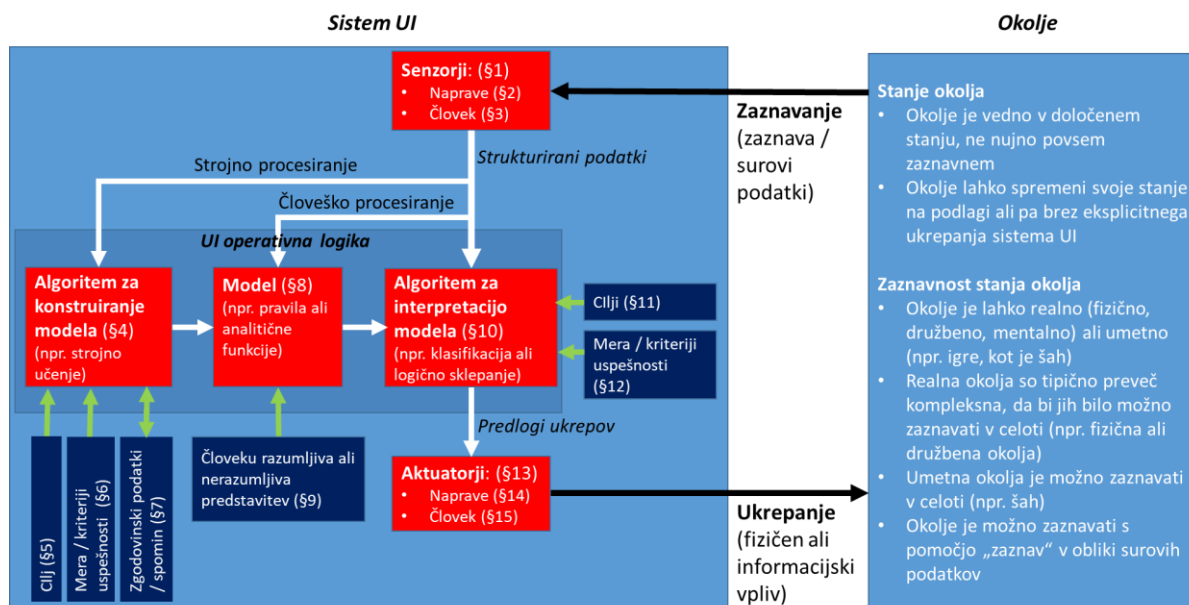 Sistem UI
Okolje
Senzorji: (§1)
• Naprave (§2)
• Človek (§3)
Zaznavanje
(zaznava /
surovi
podatki)
Strukturirani podatki
Strojno procesiranje
Človeško procesiranje
UI operativna logika
Algoritem za
konstruiranje
modela (§4)
(npr. strojno
učenje)
Model (§8)
(npr. pravila ali
analitične
funkcije)
Algoritem za
interpretacijo
modela (§10)
(npr. klasifikacija ali
logično sklepanje)
CIlji (§11)
Mera / kriteriji
uspešnosti
(§12)
Predlogi ukrepov
CIlj (§5)
Mera / kriteriji
uspešnosti (§6)
Zgodovinski podatki
/ spomin (§7)
Človeku razumljiva ali
nerazumljiva
predstavitev (§9)
Aktuatorji: (§13)
• Naprave (§14)
• Človek (§15)
Ukrepanje
(fizičen ali
informacijski
vpliv)
Stanje okolja
• Okolje je vedno v določenem
stanju, ne nujno povsem
zaznavnem
• Okolje lahko spremeni svoje stanje
na podlagi ali pa brez eksplicitnega
ukrepanja sistema UI
Zaznavnost stanja okolja
• Okolje je lahko realno (fizično,
družbeno, mentalno) ali umetno
(npr. igre, kot je šah)
• Realna okolja so tipično preveč
kompleksna, da bi jih bilo možno
zaznavati v celoti (npr. fizična ali
družbena okolja)
• Umetna okolja je možno zaznavati
v celoti (npr. šah)
• Okolje je možno zaznavati s
pomočjo „zaznav“ v obliki surovih
podatkov